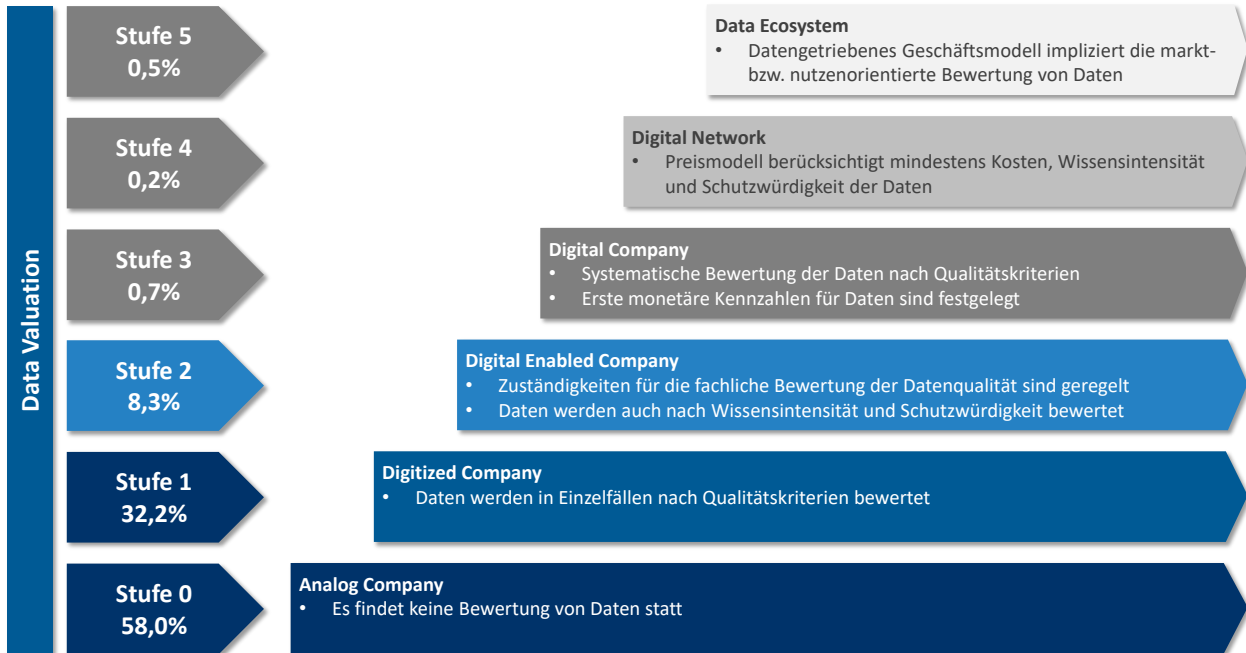 Data Valuation
Stufe 5
0,5%
Data Ecosystem
• Datengetriebenes Geschäftsmodell impliziert die markt-
bzw. nutzenorientierte Bewertung von Daten
Stufe 4
0,2%
Digital Network
• Preismodell berücksichtigt mindestens Kosten, Wissensintensität
und Schutzwürdigkeit der Daten
Stufe 3
0,7%
Digital Company
• Systematische Bewertung der Daten nach Qualitätskriterien
• Erste monetäre Kennzahlen für Daten sind festgelegt
Stufe 2
8,3%
Digital Enabled Company
• Zuständigkeiten für die fachliche Bewertung der Datenqualität sind geregelt
• Daten werden auch nach Wissensintensität und Schutzwürdigkeit bewertet
Stufe 1
32,2%
Digitized Company
• Daten werden in Einzelfällen nach Qualitätskriterien bewertet
Stufe 0
58,0%
Analog Company
• Es findet keine Bewertung von Daten statt